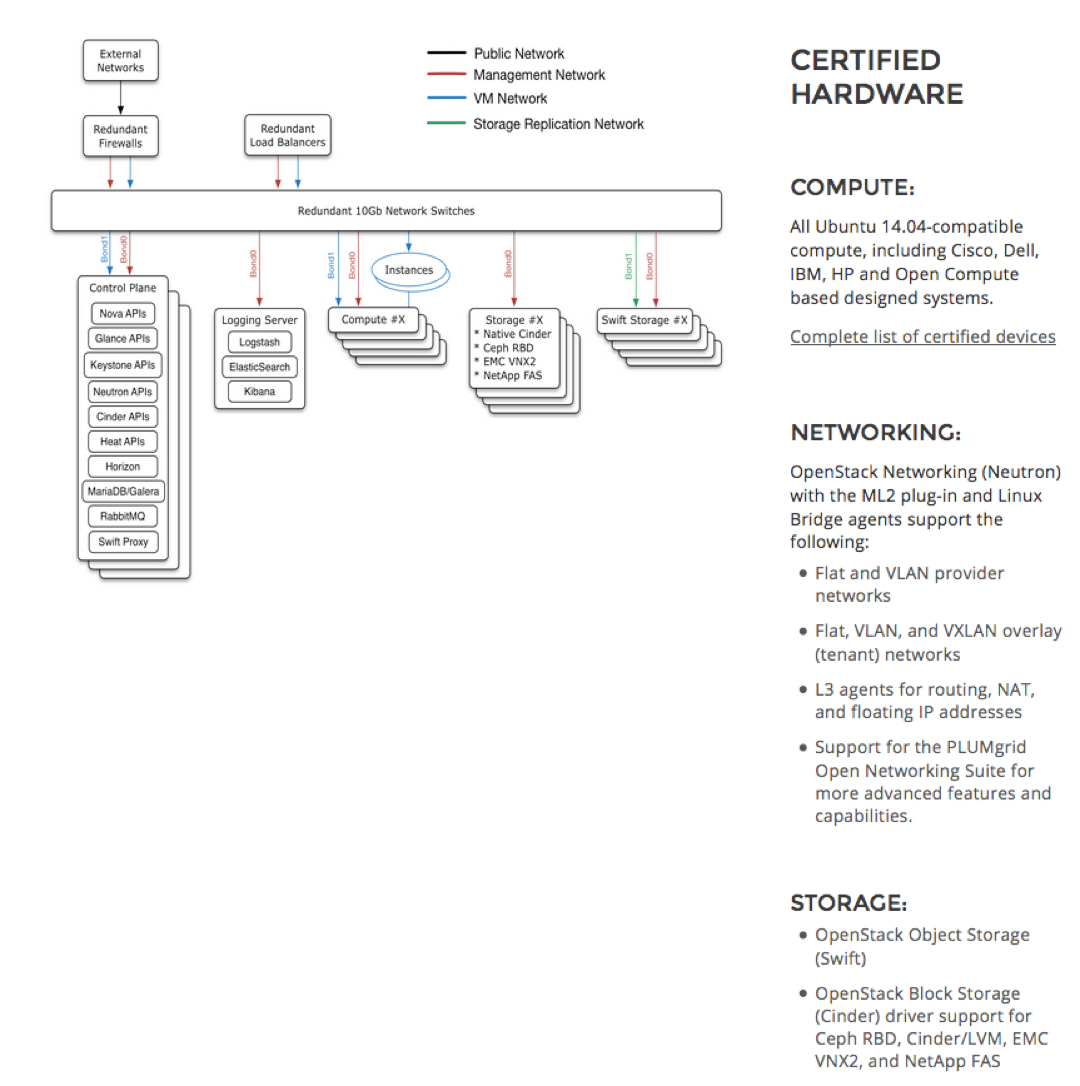 External
Networks
Redundant
Firewalls
Redundant
Load Balancers
Public Network
Management Network
VM Network
Storage Replication Network
Redundant 10Gb Network Switches
Bond1
Bond0
Bond0
Bond1
Bond0
Instances
Bond0
Bond1
Bond0
Control Plane
Nova APIs
Glance APIs
Keystone APIs
Neutron APIs
Cinder APIs
Heat APIs
Horizon
MariaDB/Galera
RabbitMQ
Swift Proxy
Logging Server
Logstash
ElasticSearch
Kibana
Compute #X
Storage #X
* Native Cinder
* Ceph RBD
* EMC VNX2
* NetApp FAS
Swift Storage #X
CERTIFIED
HARDWARE
COMPUTE:
All Ubuntu 14.04-compatible
compute, including Cisco, Dell,
IBM, HP and Open Compute
based designed systems.
Complete list of certified devices
NETWORKING:
OpenStack Networking (Neutron)
with the ML2 plug-in and Linux
Bridge agents support the
following:
• Flat and VLAN provider
networks
• Flat, VLAN, and VXLAN overlay
(tenant) networks
• L3 agents for routing, NAT,
and floating IP addresses
• Support for the PLUMgrid
Open Networking Suite for
more advanced features and
capabilities.
STORAGE:
• OpenStack Object Storage
(Swift)
• OpenStack Block Storage
(Cinder) driver support for
Ceph RBD, Cinder/LVM, EMC
VNX2, and NetApp FAS